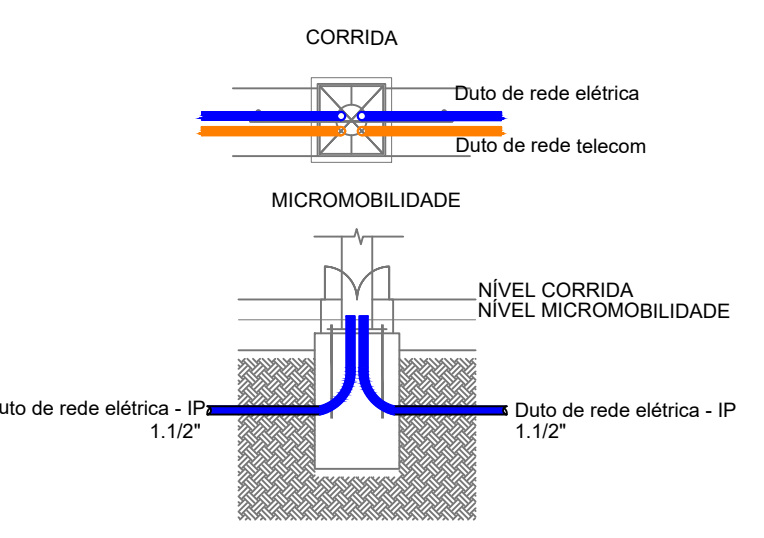 CORRIDA
Duto de rede elétrica
Duto de rede telecom
MICROMOBILIDADE
NÍVEL CORRIDA
NÍVEL MICROMOBILIDADE
uto de rede elétrica - IP
1.1/2"
Duto de rede elétrica - IP
1.1/2"